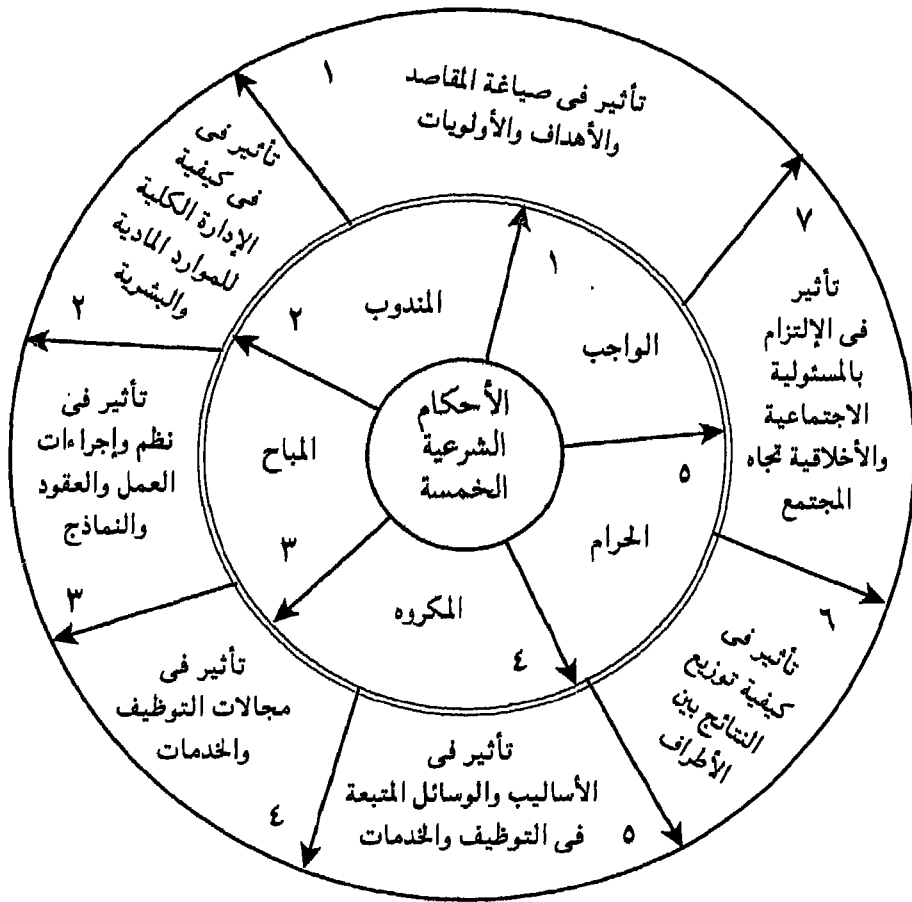 الأحكام
الشرعية
الخمسة
١
الواجب
٢
المندوب
المباح
٣
المكروه
٤
الحرام
٥
١
تأثير فى صياغة المقاصد
والأهداف والأولويات
تأثير فى
فى كيفية
الإدارة الكلية
للموارد المادية
والبشرية
٢
تأثير فى
نظم وإجراءات
العمل والعقود
والنماذج
٣
تأثير فى
مجالات التوظيف
والخدمات
٤
تأثير فى
الأساليب والوسائل المتبعة
فى التوظيف والخدمات
٥
تأثير فى
كيفية توزيع
النتائج بين
الأطراف
٦
٧
تأثير
فى الإلتزام
بالمسئولية
الاجتماعية
والأخلاقية تجاه
المجتمع